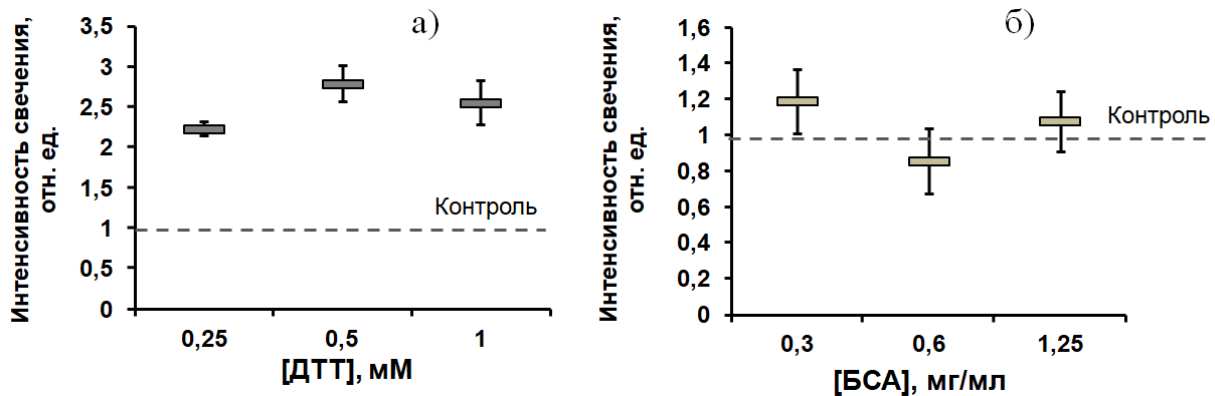 Интенсивность свечения,
отн. ед.
3,5
3
2,5
2
1,5
1
0,5
0
а)
Контроль
0,25
0,5
1
[ДТТ], мМ
Интенсивность свечения,
отн. ед.
1,6
1,4
1,2
1
0,8
0,6
0,4
0,2
0
б)
Контроль
0,3
0,6
1,25
[БСА], мг/мл